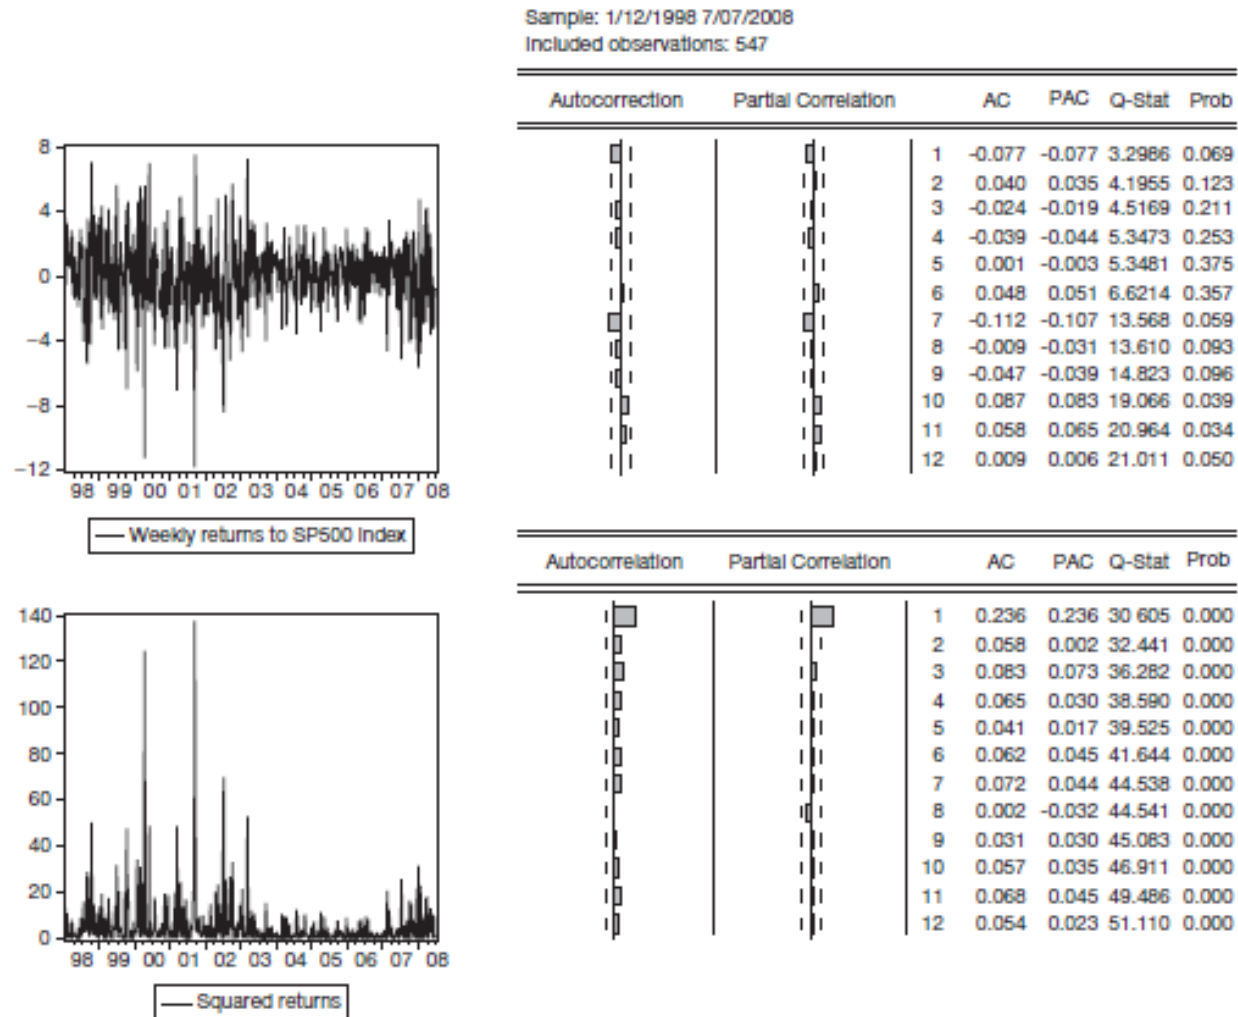 Sample: 1/12/1998 7/07/2008
Included observations: 547
Autocorrection Partial Correlation AC PAC Q-Stat Prob
1 -0.077 -0.077 3.2986 0.069
2 0.040 0.035 4.1955 0.123
3 -0.024 -0.019 4.5169 0.211
4 -0.039 -0.044 5.3473 0.253
5 0.001 -0.003 5.3481 0.375
6 0.048 0.051 6.6214 0.357
7 -0.112 -0.107 13.568 0.059
8 -0.009 -0.031 13.610 0.093
9 -0.047 -0.039 14.823 0.096
10 0.087 0.083 19.066 0.039
11 0.058 0.065 20.964 0.034
12 0.009 0.006 21.011 0.050
8
4
0
−4
−8
−12
98 99 00 01 02 03 04 05 06 07 08
Weekly returns to SP500 Index
Autocorrelation Partial Correlation AC PAC Q-Stat Prob
1 0.236 0.236 30 605 0.000
2 0.058 0.002 32.441 0.000
3 0.083 0.073 36.282 0.000
4 0.065 0.030 38.590 0.000
5 0.041 0.017 39.525 0.000
6 0.062 0.045 41.644 0.000
7 0.072 0.044 44.538 0.000
8 0.002 -0.032 44.541 0.000
9 0.031 0.030 45.083 0.000
10 0.057 0.035 46.911 0.000
11 0.068 0.045 49.486 0.000
12 0.054 0.023 51.110 0.000
140
120
100
80
60
40
20
0
98 99 00 01 02 03 04 05 06 07 08
Squared returns